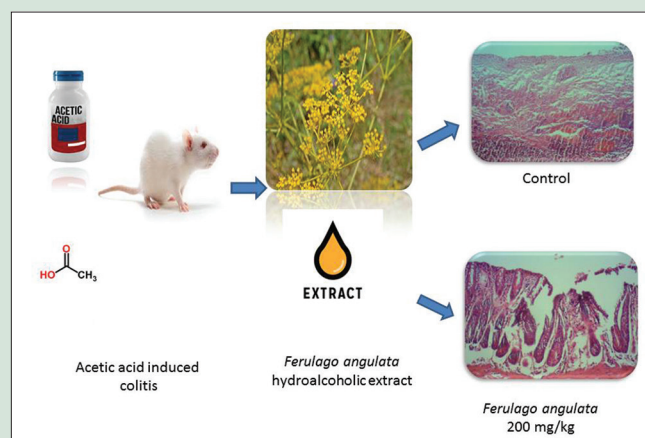 ACETIC
ACID
HO
O
CH3
Acetic acid induced
colitis
EXTRACT
Ferulago angulata
hydroalcoholic extract
Control
Ferulago angulata
200 mg/kg